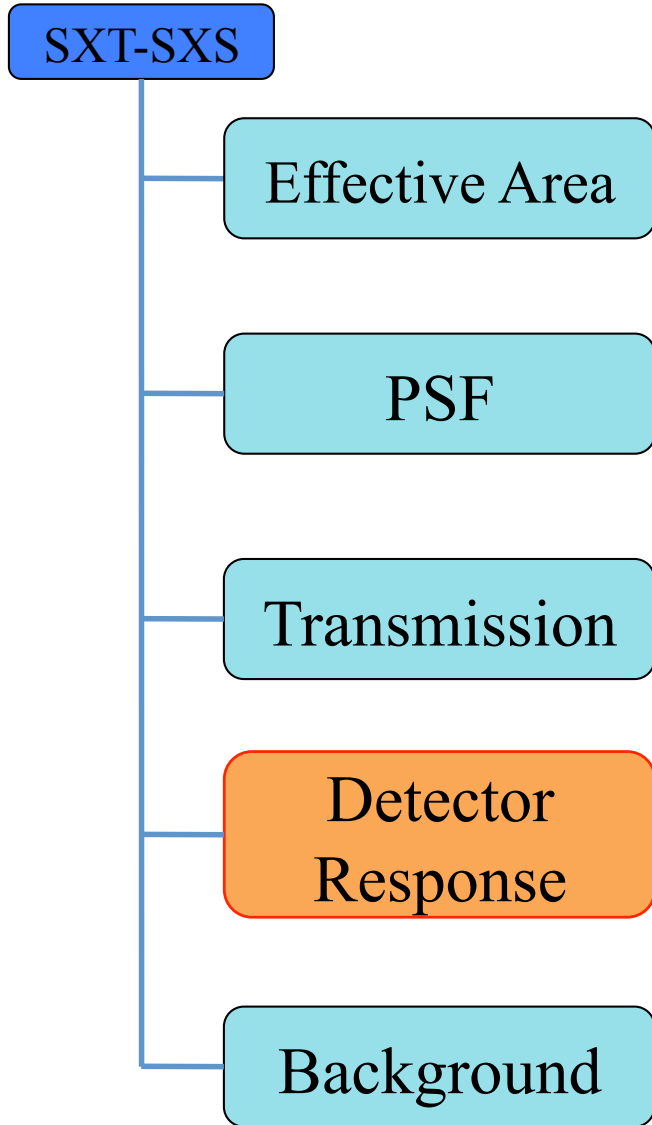 SXT-SXS
Effective Area
PSF
Transmission
Detector
Response
Background